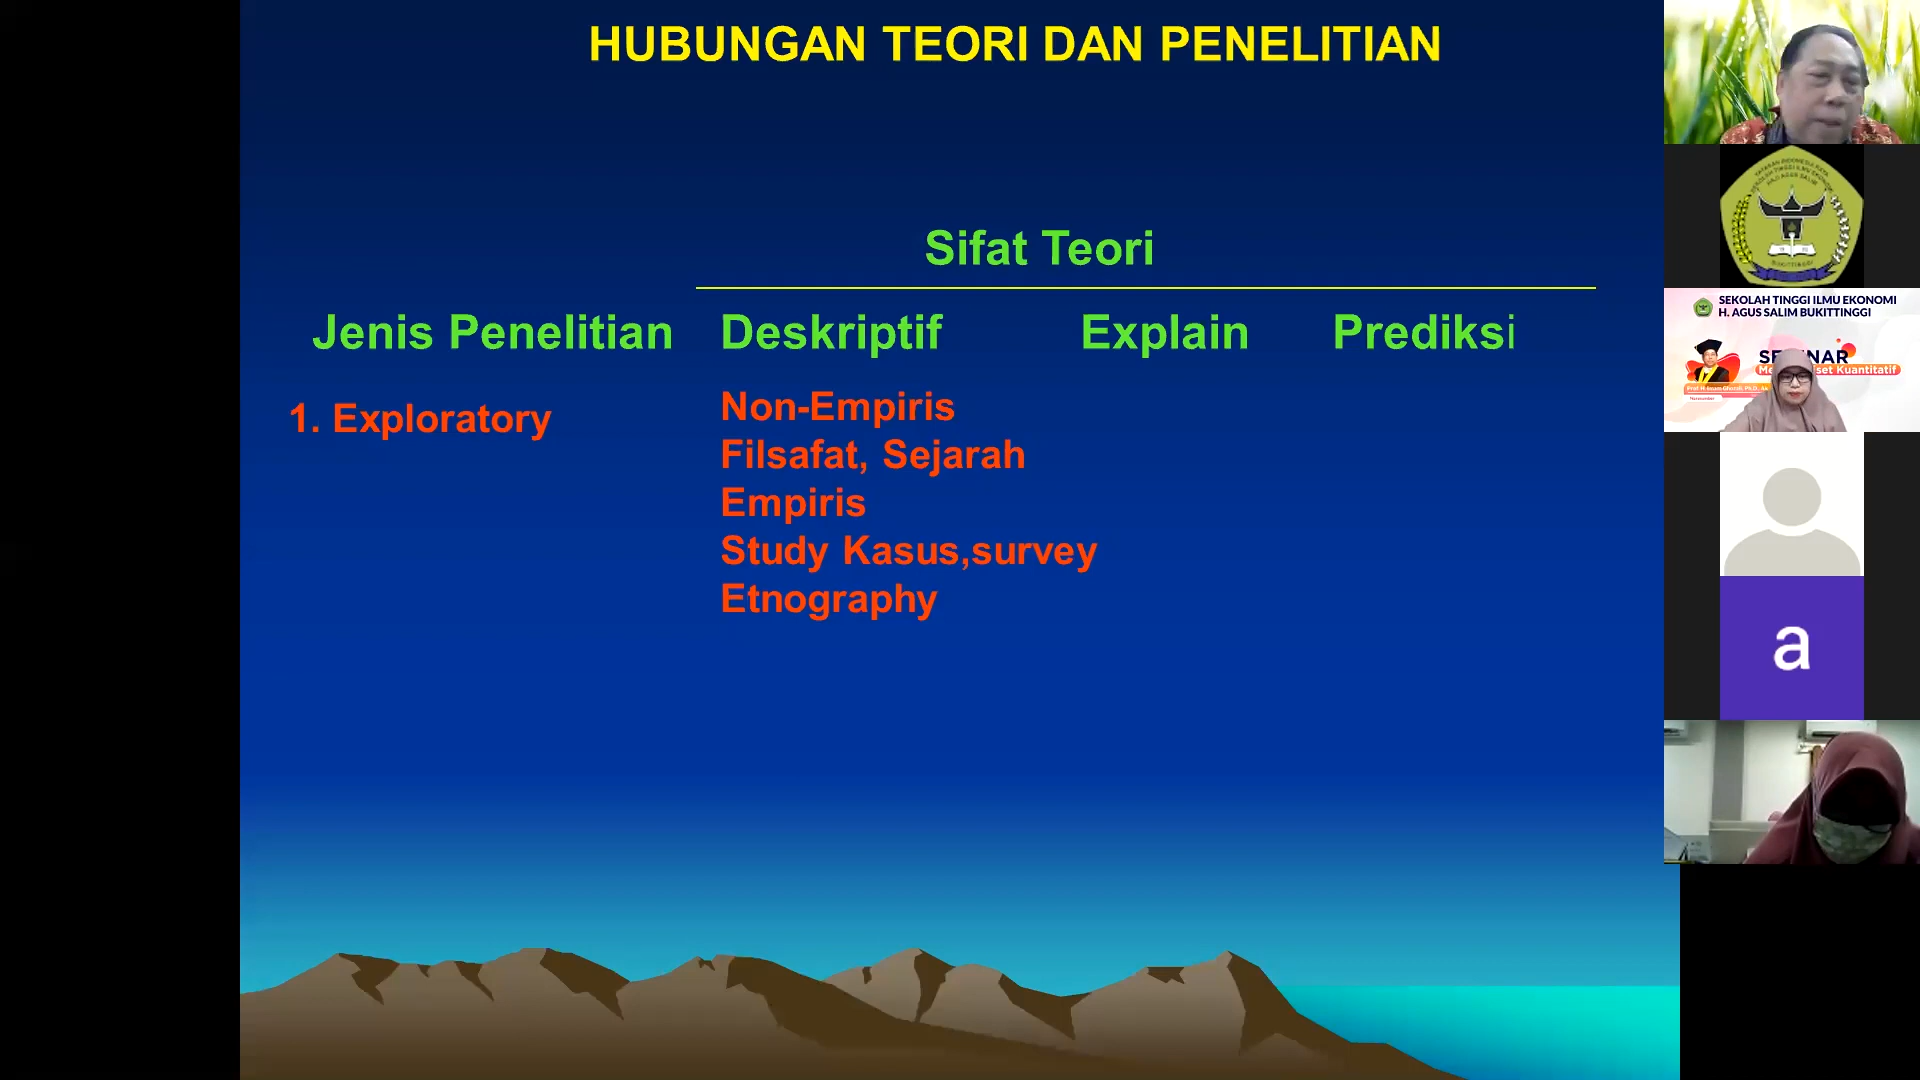 HUBUNGAN TEORI DAN PENELITIAN
Sifat Teori
Jenis Penelitian Deskriptif Explain Prediksi
1. Exploratory
Non-Empiris
Filsafat, Sejarah
Empiris
Study Kasus,survey
Etnography
SEKOLAH TINGGI ILMU EKONOMI
H. AGUS SALIM BUKITTINGGI
a